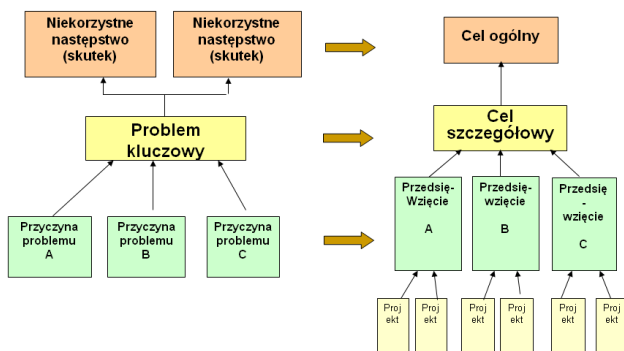 Niekorzystne
następstwo
(skutek)
Niekorzystne
następstwo
(skutek)
Cel ogólny
Problem
kluczowy
Cel
szczegółowy
Przyczyna
problemu
A
Przyczyna
problemu
B
Przyczyna
problemu
C
Przedsię-
Wzięcie
A
Przedsię-
wzięcie
B
Przedsię
-
wzięcie
C
Proj
ekt
Proj
ekt
Proj
ekt
Proj
ekt
Proj
ekt
Proj
ekt